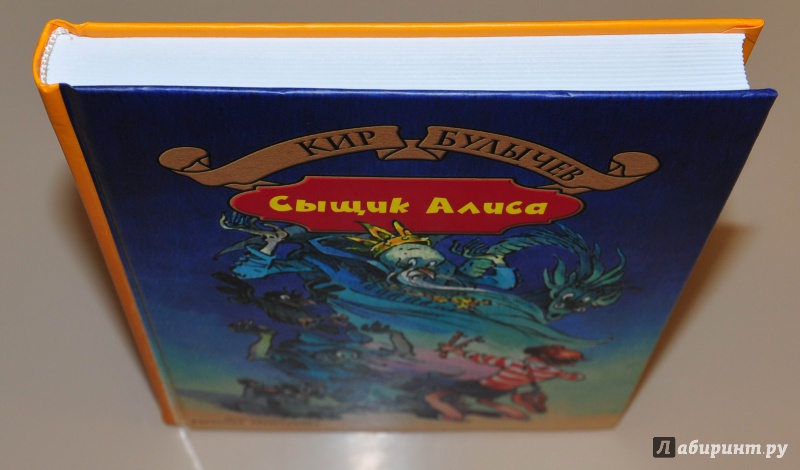 КИР БУЛЫЧЕВ
Сыщик Алиса
Лабиринт.ру